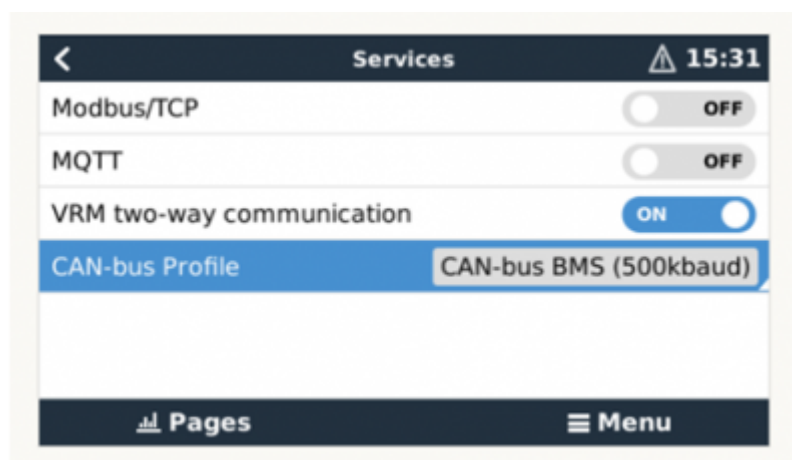 Services 15:31
Modbus/TCP OFF
MQTT OFF
VRM two-way communication ON
CAN-bus Profile CAN-bus BMS (500kbaud)
Pages Menu